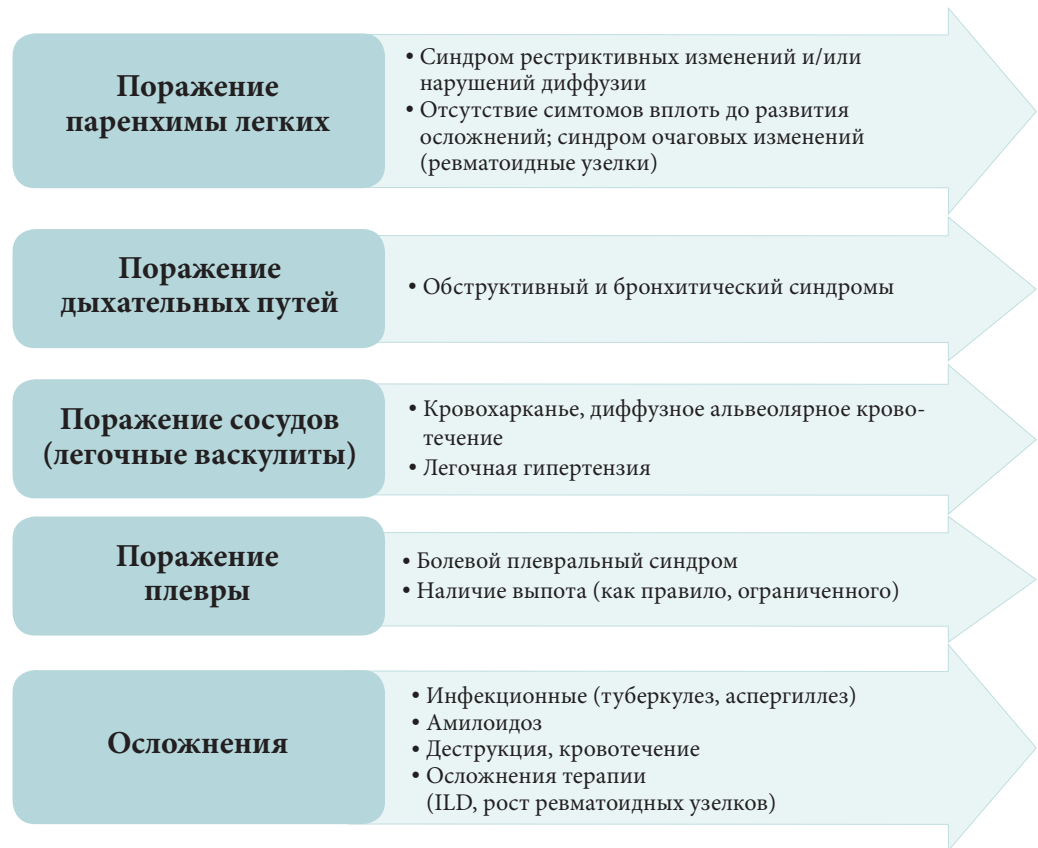 Поражение
паренхимы легких
• Синдром рестриктивных изменений и/или
нарушений диффузии
• Отсутствие симтомов вплоть до развития
осложнений; синдром очаговых изменений
(ревматоидные узелки)
Поражение
дыхательных путей
• Обструктивный и бронхитический синдромы
Поражение сосудов
(легочные васкулиты)
• Кровохарканье, диффузное альвеолярное крово-
течение
• Легочная гипертензия
Поражение
плевры
• Болевой плевральный синдром
• Наличие выпота (как правило, ограниченного)
Осложнения
• Инфекционные (туберкулез, аспергиллез)
• Амилоидоз
• Деструкция, кровотечение
• Осложнения терапии
(ILD, рост ревматоидных узелков)